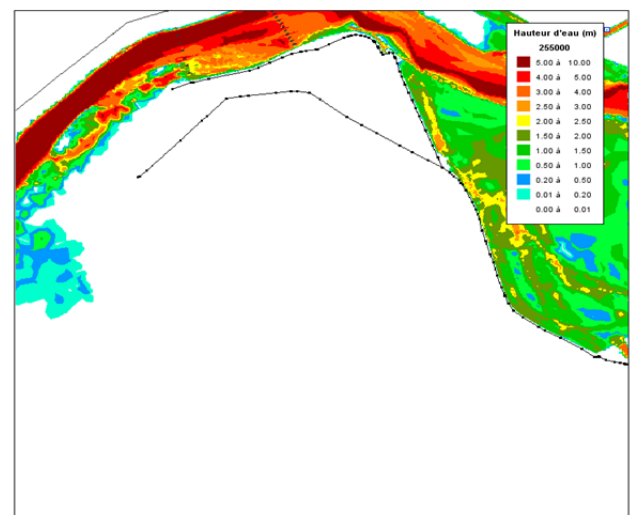 Hauteur d'eau (m)
255000
5.00 à 10.00
4.00 à 5.00
3.00 à 4.00
2.50 à 3.00
2.00 à 2.50
1.50 à 2.00
1.00 à 1.50
0.50 à 1.00
0.20 à 0.50
0.01 à 0.20
0.00 à 0.01